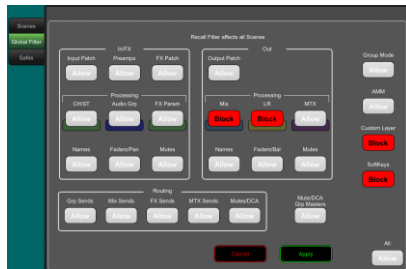 Scenes
Global Filter
Safes
Recall Filter affects all Scenes
In/FX
Input Patch Preamps FX Patch
Allow Allow Allow
Processing
CH/ST Audio Grp FX Param
Allow Allow Allow
Names Faders/Pan Mutes
Allow Allow Allow
Out
Output Patch
Allow
Processing
Mix LR MTX
Block Block Allow
Names Faders/Bal Mutes
Allow Allow Allow
Routing
Grp Sends Mix Sends FX Sends MTX Sends Mutes/DCA
Allow Allow Allow Allow Allow
Mute/DCA
Grp Masters
Allow
Group Mode
Allow
AMM
Allow
Custom Layer
Block
SoftKeys
Block
All
Allow
Cancel
Apply